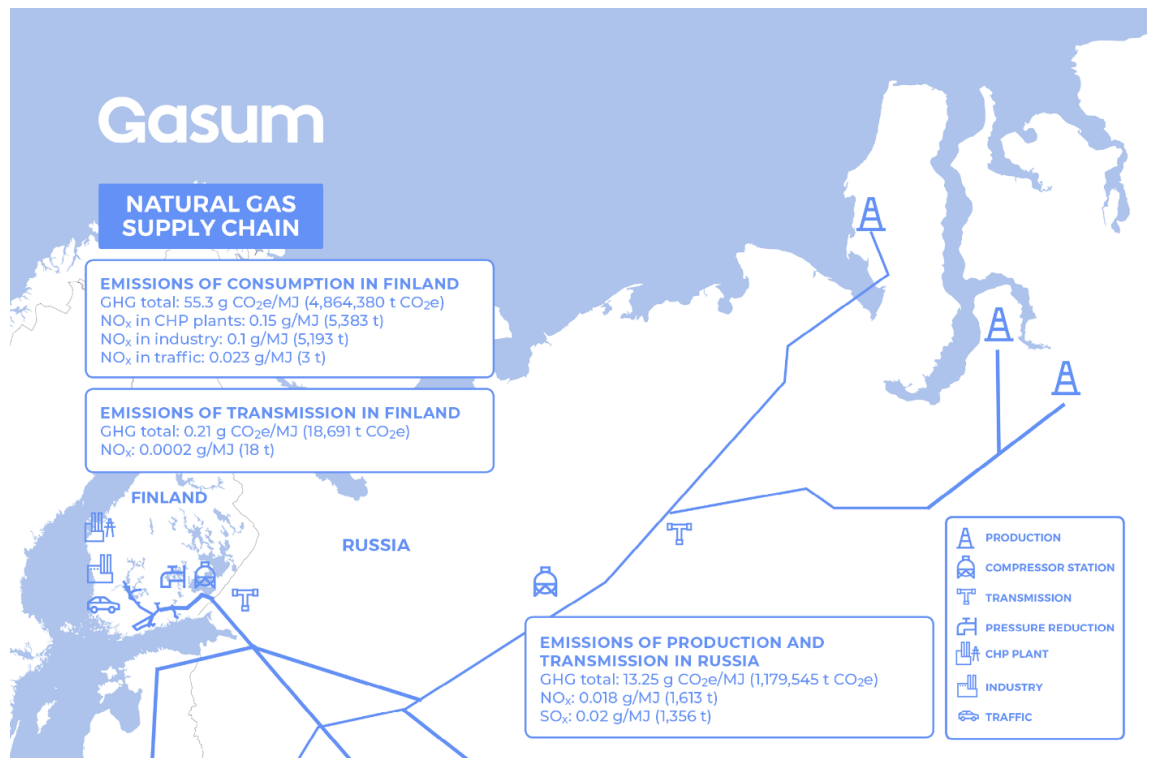 Gasum
NATURAL GAS
SUPPLY CHAIN
EMISSIONS OF CONSUMPTION IN FINLAND
GHG total: 55.3 g CO₂e/MJ (4,864,380 t CO₂e)
NOₓ in CHP plants: 0.15 g/MJ (5,383 t)
NOₓ in industry: 0.1 g/MJ (5,193 t)
NOₓ in traffic: 0.023 g/MJ (3 t)
EMISSIONS OF TRANSMISSION IN FINLAND
GHG total: 0.21 g CO₂e/MJ (18,691 t CO₂e)
NOₓ: 0.0002 g/MJ (18 t)
FINLAND
RUSSIA
EMISSIONS OF PRODUCTION AND
TRANSMISSION IN RUSSIA
GHG total: 13.25 g CO₂e/MJ (1,179,545 t CO₂e)
NOₓ: 0.018 g/MJ (1,613 t)
SOₓ: 0.02 g/MJ (1,356 t)
PRODUCTION
COMPRESSOR STATION
TRANSMISSION
PRESSURE REDUCTION
CHP PLANT
INDUSTRY
TRAFFIC